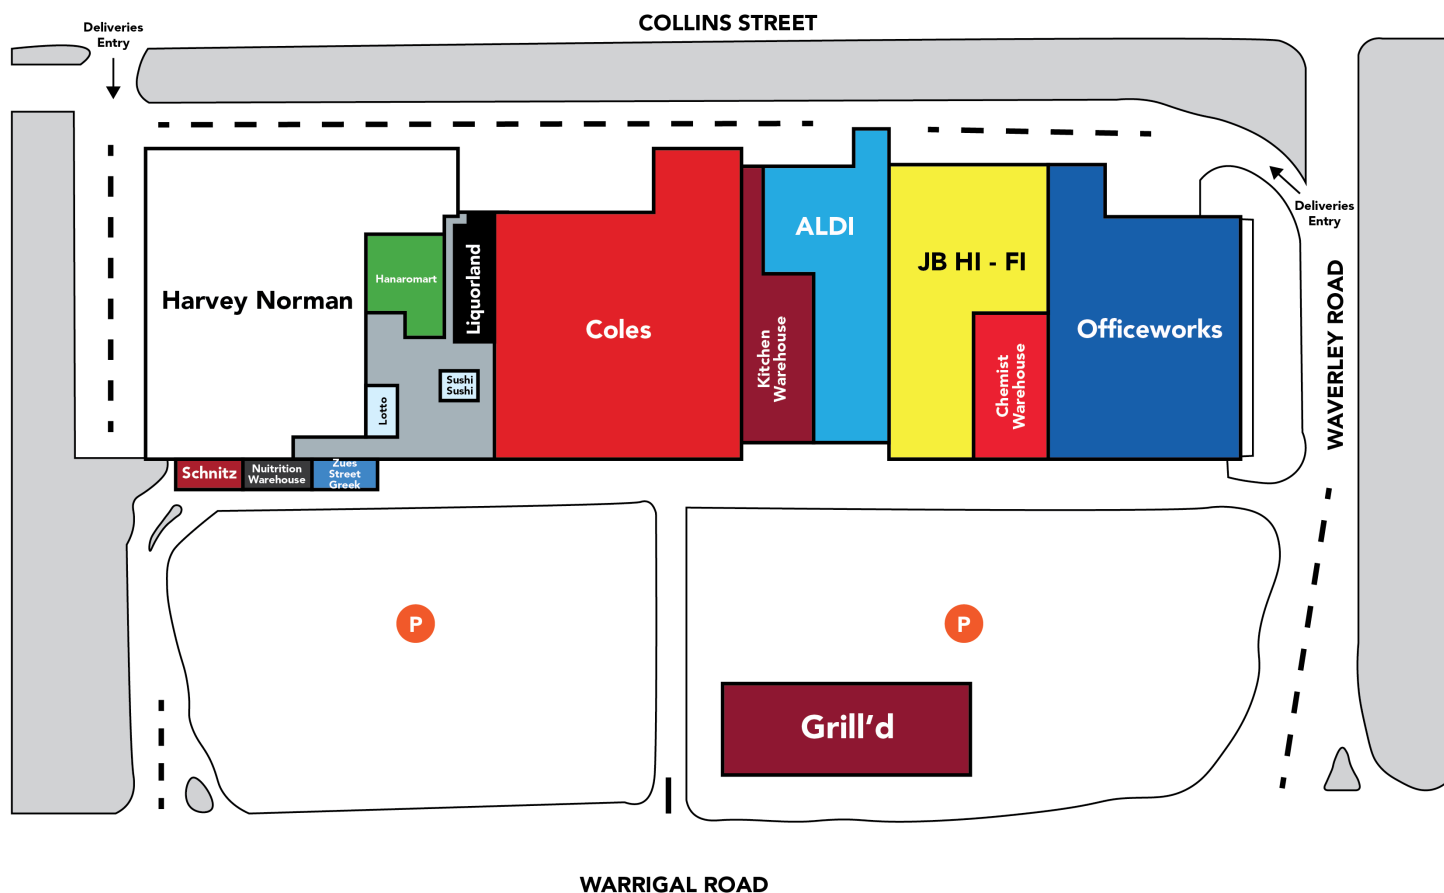 COLLINS STREET
Deliveries
Entry
Deliveries
Entry
ALDI
Harvey Norman
Hanaromart
Liquorland
Coles
Kitchen
Warehouse
JB HI - FI
Chemist
Warehouse
Officeworks
WAVERLEY ROAD
Sushi
Sushi
Lotto
Schnitz
Nuitrition
Warehouse
Zues
Street
Greek
P
P
Grill’d
WARRIGAL ROAD